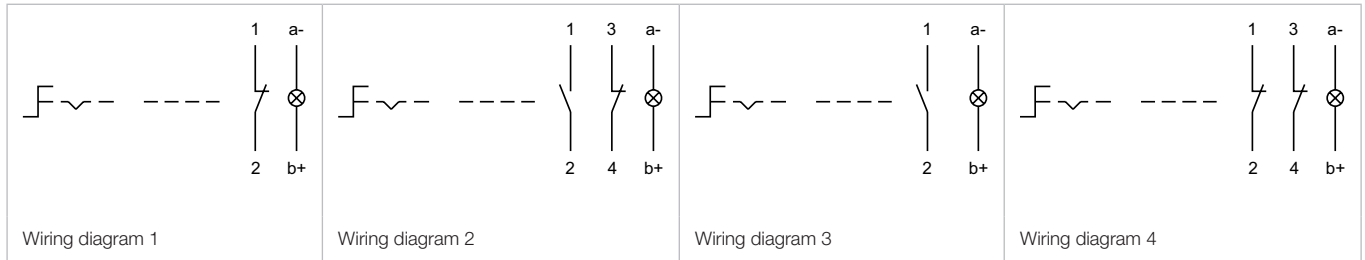 1 a-
2 b+
Wiring diagram 1
1 3 a-
2 4 b+
Wiring diagram 2
1 a-
2 b+
Wiring diagram 3
1 3 a-
2 4 b+
Wiring diagram 4